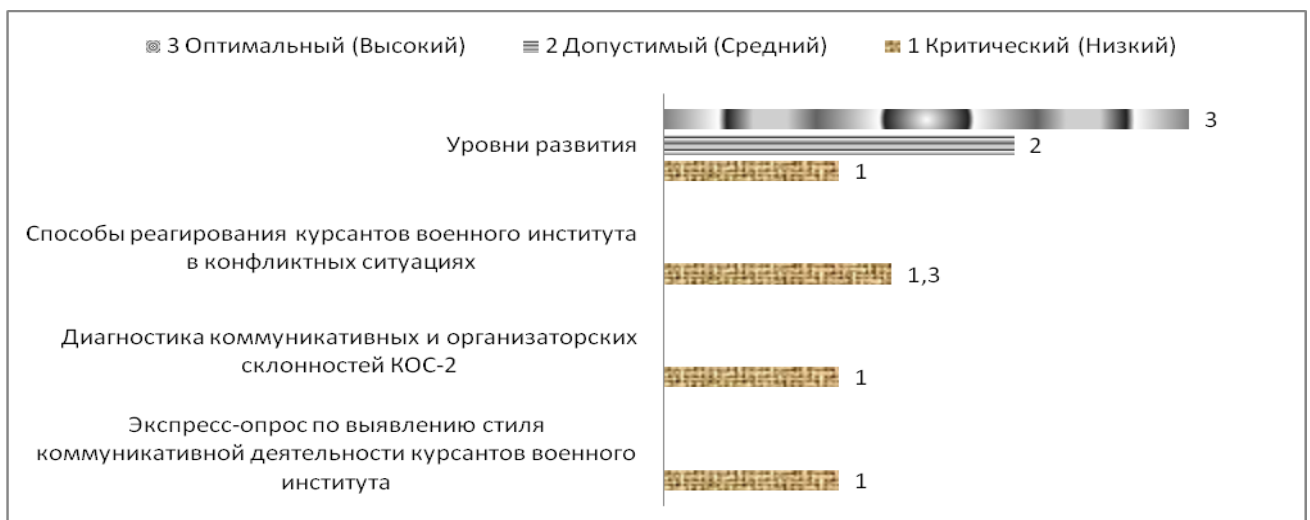 3 Оптимальный (Высокий) 2 Допустимый (Средний) 1 Критический (Низкий)
3
Уровни развития
2
1
Способы реагирования курсантов военного института
в конфликтных ситуациях
1,3
Диагностика коммуникативных и организаторских
склонностей КОС-2
1
Экспресс-опрос по выявлению стиля
коммуникативной деятельности курсантов военного
института
1